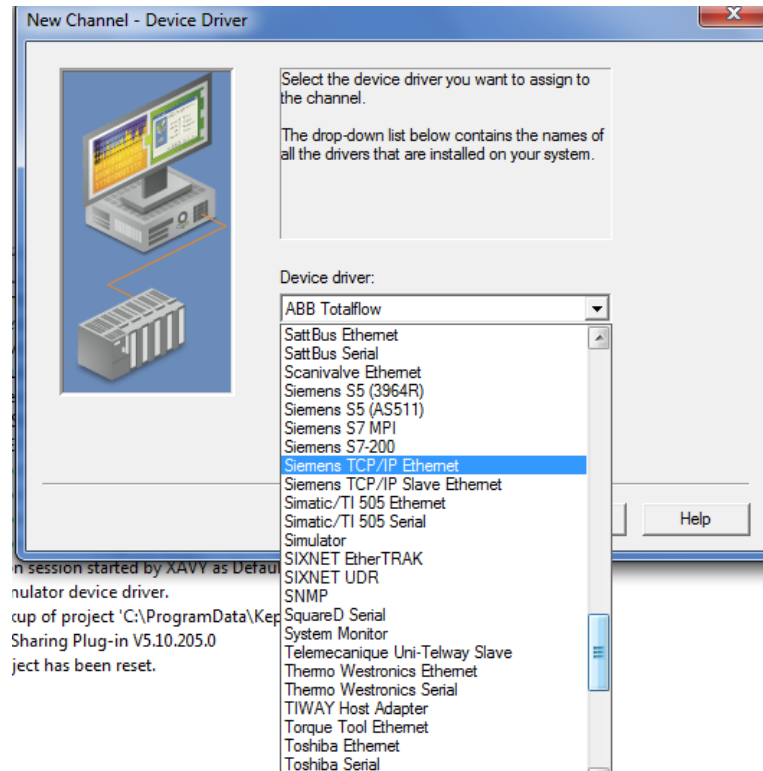 New Channel - Device Driver
Select the device driver you want to assign to
the channel.
The drop-down list below contains the names of
all the drivers that are installed on your system.
Device driver:
ABB Totalflow
SattBus Ethernet
SattBus Serial
Scanivalve Ethernet
Siemens S5 (3964R)
Siemens S5 (AS511)
Siemens S7 MPI
Siemens S7-200
Siemens TCP/IP Ethernet
Siemens TCP/IP Slave Ethernet
Simatic/TI 505 Ethernet
Simatic/TI 505 Serial
Simulator
SIXNET EtherTRAK
SIXNET UDR
SNMP
SquareD Serial
System Monitor
Telemecanique Uni-Telway Slave
Thermo Westronics Ethernet
Thermo Westronics Serial
TIWAY Host Adapter
Torque Tool Ethernet
Toshiba Ethernet
Toshiba Serial
Help
n session started by XAVY as Defaul
nulator device driver.
kup of project 'C:\ProgramData\Kep
Sharing Plug-in V5.10.205.0
ject has been reset.